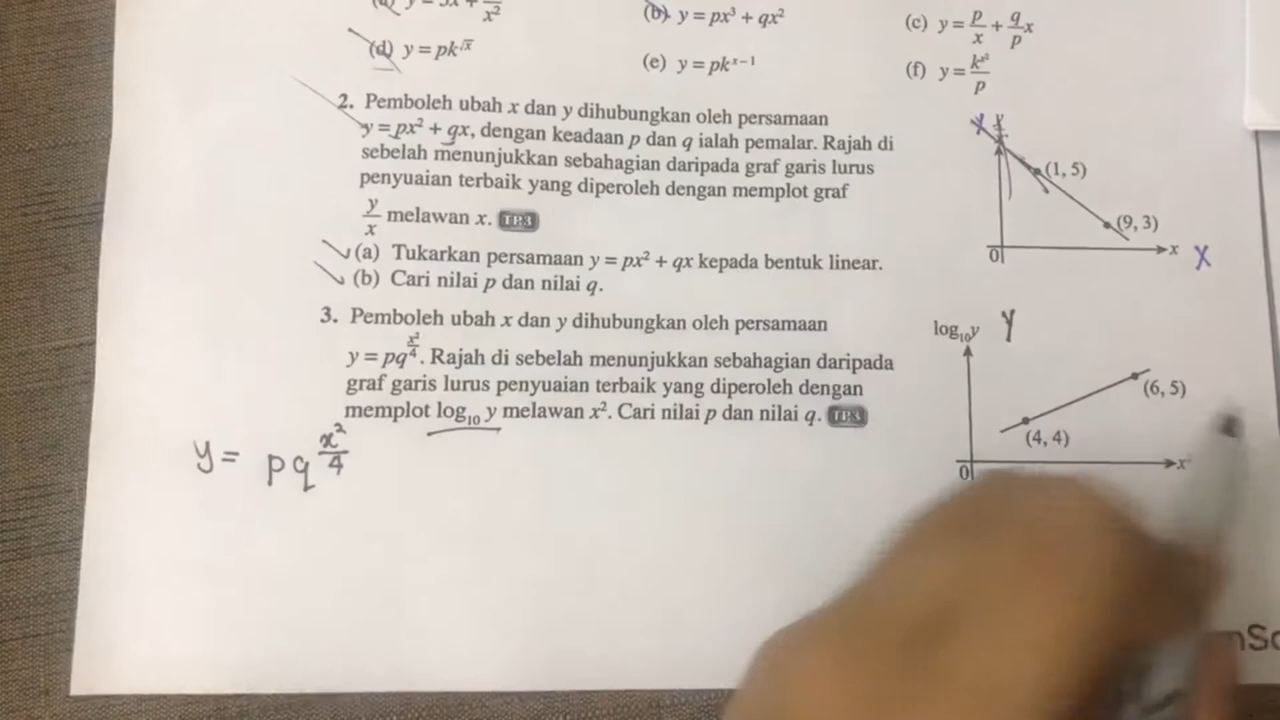 (b) y = px³ + qx²
(c) y = p/x + q/p x
(d) y = pk^√x
(e) y = pk^x−1
(f) y = k^x²/p
2. Pemboleh ubah x dan y dihubungkan oleh persamaan
y = px² + qx, dengan keadaan p dan q ialah pemalar. Rajah di
sebelah menunjukkan sebahagian daripada graf garis lurus
penyuaian terbaik yang diperoleh dengan memplot graf
y/x melawan x. TP3
(a) Tukarkan persamaan y = px² + qx kepada bentuk linear.
(b) Cari nilai p dan nilai q.
(1, 5)
(9, 3)
0
x
X
3. Pemboleh ubah x dan y dihubungkan oleh persamaan
y = pq^x²/4. Rajah di sebelah menunjukkan sebahagian daripada
graf garis lurus penyuaian terbaik yang diperoleh dengan
memplot log₁₀ y melawan x². Cari nilai p dan nilai q. TP3
log₁₀y
Y
(6, 5)
(4, 4)
0
y = pq^x²/4